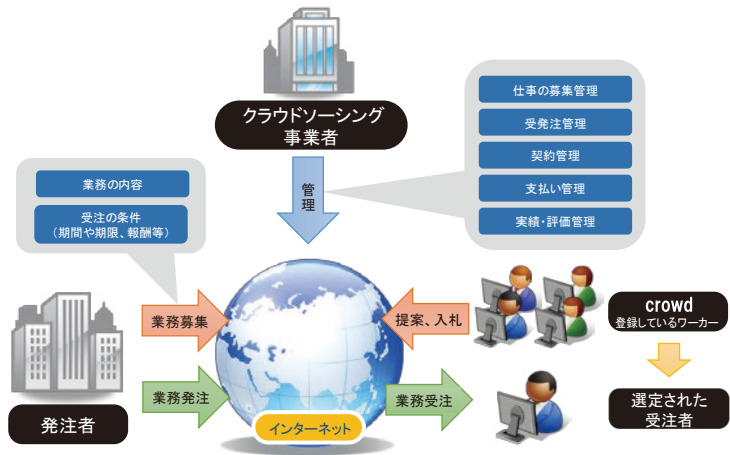 クラウドソーシング
事業者
仕事の募集管理
受発注管理
契約管理
支払い管理
実績・評価管理
管
理
業務の内容
受注の条件
（期間や期限、報酬等）
業務募集
提案、入札
crowd
登録しているワーカー
業務発注
業務受注
選定された
受注者
発注者
インターネット